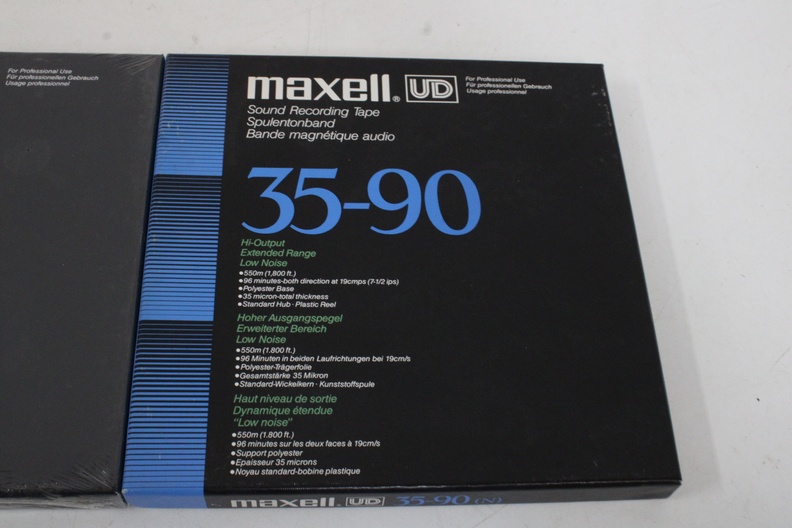 For Professional Use
Für professionellen Gebrauch
Usage professionnel
maxell® UD
For Professional Use
Für professionellen Gebrauch
Usage professionnel
Sound Recording Tape
Spulentonband
Bande magnétique audio
35-90
Hi-Output
Extended Range
Low Noise
●550m (1,800 ft.)
●96 minutes-both direction at 19cmps (7-1/2 ips)
●Polyester Base
●35 micron-total thickness
●Standard Hub · Plastic Reel
Hoher Ausgangspegel
Erweiterter Bereich
Low Noise
●550m (1.800 ft.)
●96 Minuten in beiden Laufrichtungen bei 19cm/s
●Polyester-Trägerfolie
●Gesamtstärke 35 Mikron
●Standard-Wickelkern · Kunststoffspule
Haut niveau de sortie
Dynamique étendue
"Low noise"
●550m (1.800 ft.)
●96 minutes sur les deux faces à 19cm/s
●Support polyester
●Epaisseur 35 microns
●Noyau standard-bobine plastique
maxell. UD 35-90 (N)